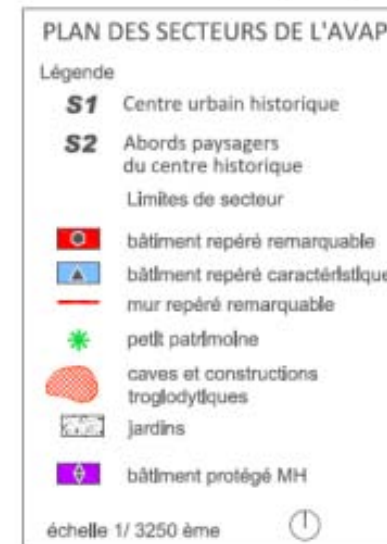 PLAN DES SECTEURS DE L'AVAP
Légende
S1 Centre urbain historique
S2 Abords paysagers
du centre historique
Limites de secteur
bâtiment repéré remarquable
bâtiment repéré caractéristique
mur repéré remarquable
petit patrimoine
caves et constructions
troglodytiques
jardins
bâtiment protégé MH
échelle 1/ 3250 ème